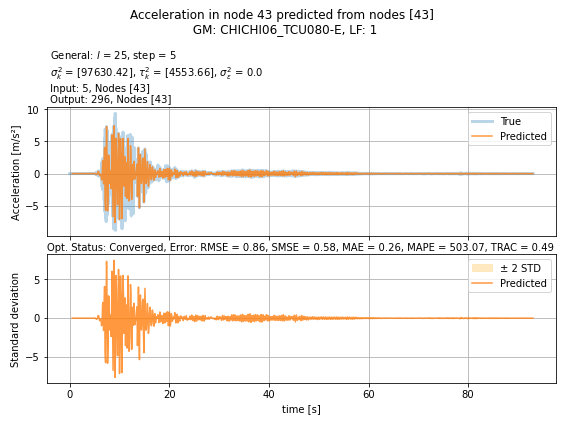 Acceleration in node 43 predicted from nodes [43]
GM: CHICHI06_TCU080-E, LF: 1
General: l = 25, step = 5
σ²ₖ = [97630.42], τ²ₖ = [4553.66], σ²ε = 0.0
Input: 5, Nodes [43]
Output: 296, Nodes [43]
10
5
0
−5
Acceleration [m/s²]
True
Predicted
Opt. Status: Converged, Error: RMSE = 0.86, SMSE = 0.58, MAE = 0.26, MAPE = 503.07, TRAC = 0.49
5
0
−5
Standard deviation
± 2 STD
Predicted
0 20 40 60 80
time [s]